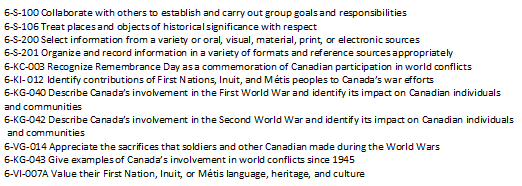 6-S-100 Collaborate with others to establish and carry out group goals and responsibilities
6-S-106 Treat places and objects of historical significance with respect
6-S-200 Select information from a variety or oral, visual, material, print, or electronic sources
6-S-201 Organize and record information in a variety of formats and reference sources appropriately
6-KC-003 Recognize Remembrance Day as a commemoration of Canadian participation in world conflicts
6-KI- 012 Identify contributions of First Nations, Inuit, and Métis peoples to Canada's war efforts
6-KG-040 Describe Canada's involvement in the First World War and identify its impact on Canadian individuals
and communities
6-KG-042 Describe Canada's involvement in the Second World War and identify its impact on Canadian individuals
and communities
6-VG-014 Appreciate the sacrifices that soldiers and other Canadian made during the World Wars
6-KG-043 Give examples of Canada's involvement in world conflicts since 1945
6-VI-007A Value their First Nation, Inuit, or Métis language, heritage, and culture